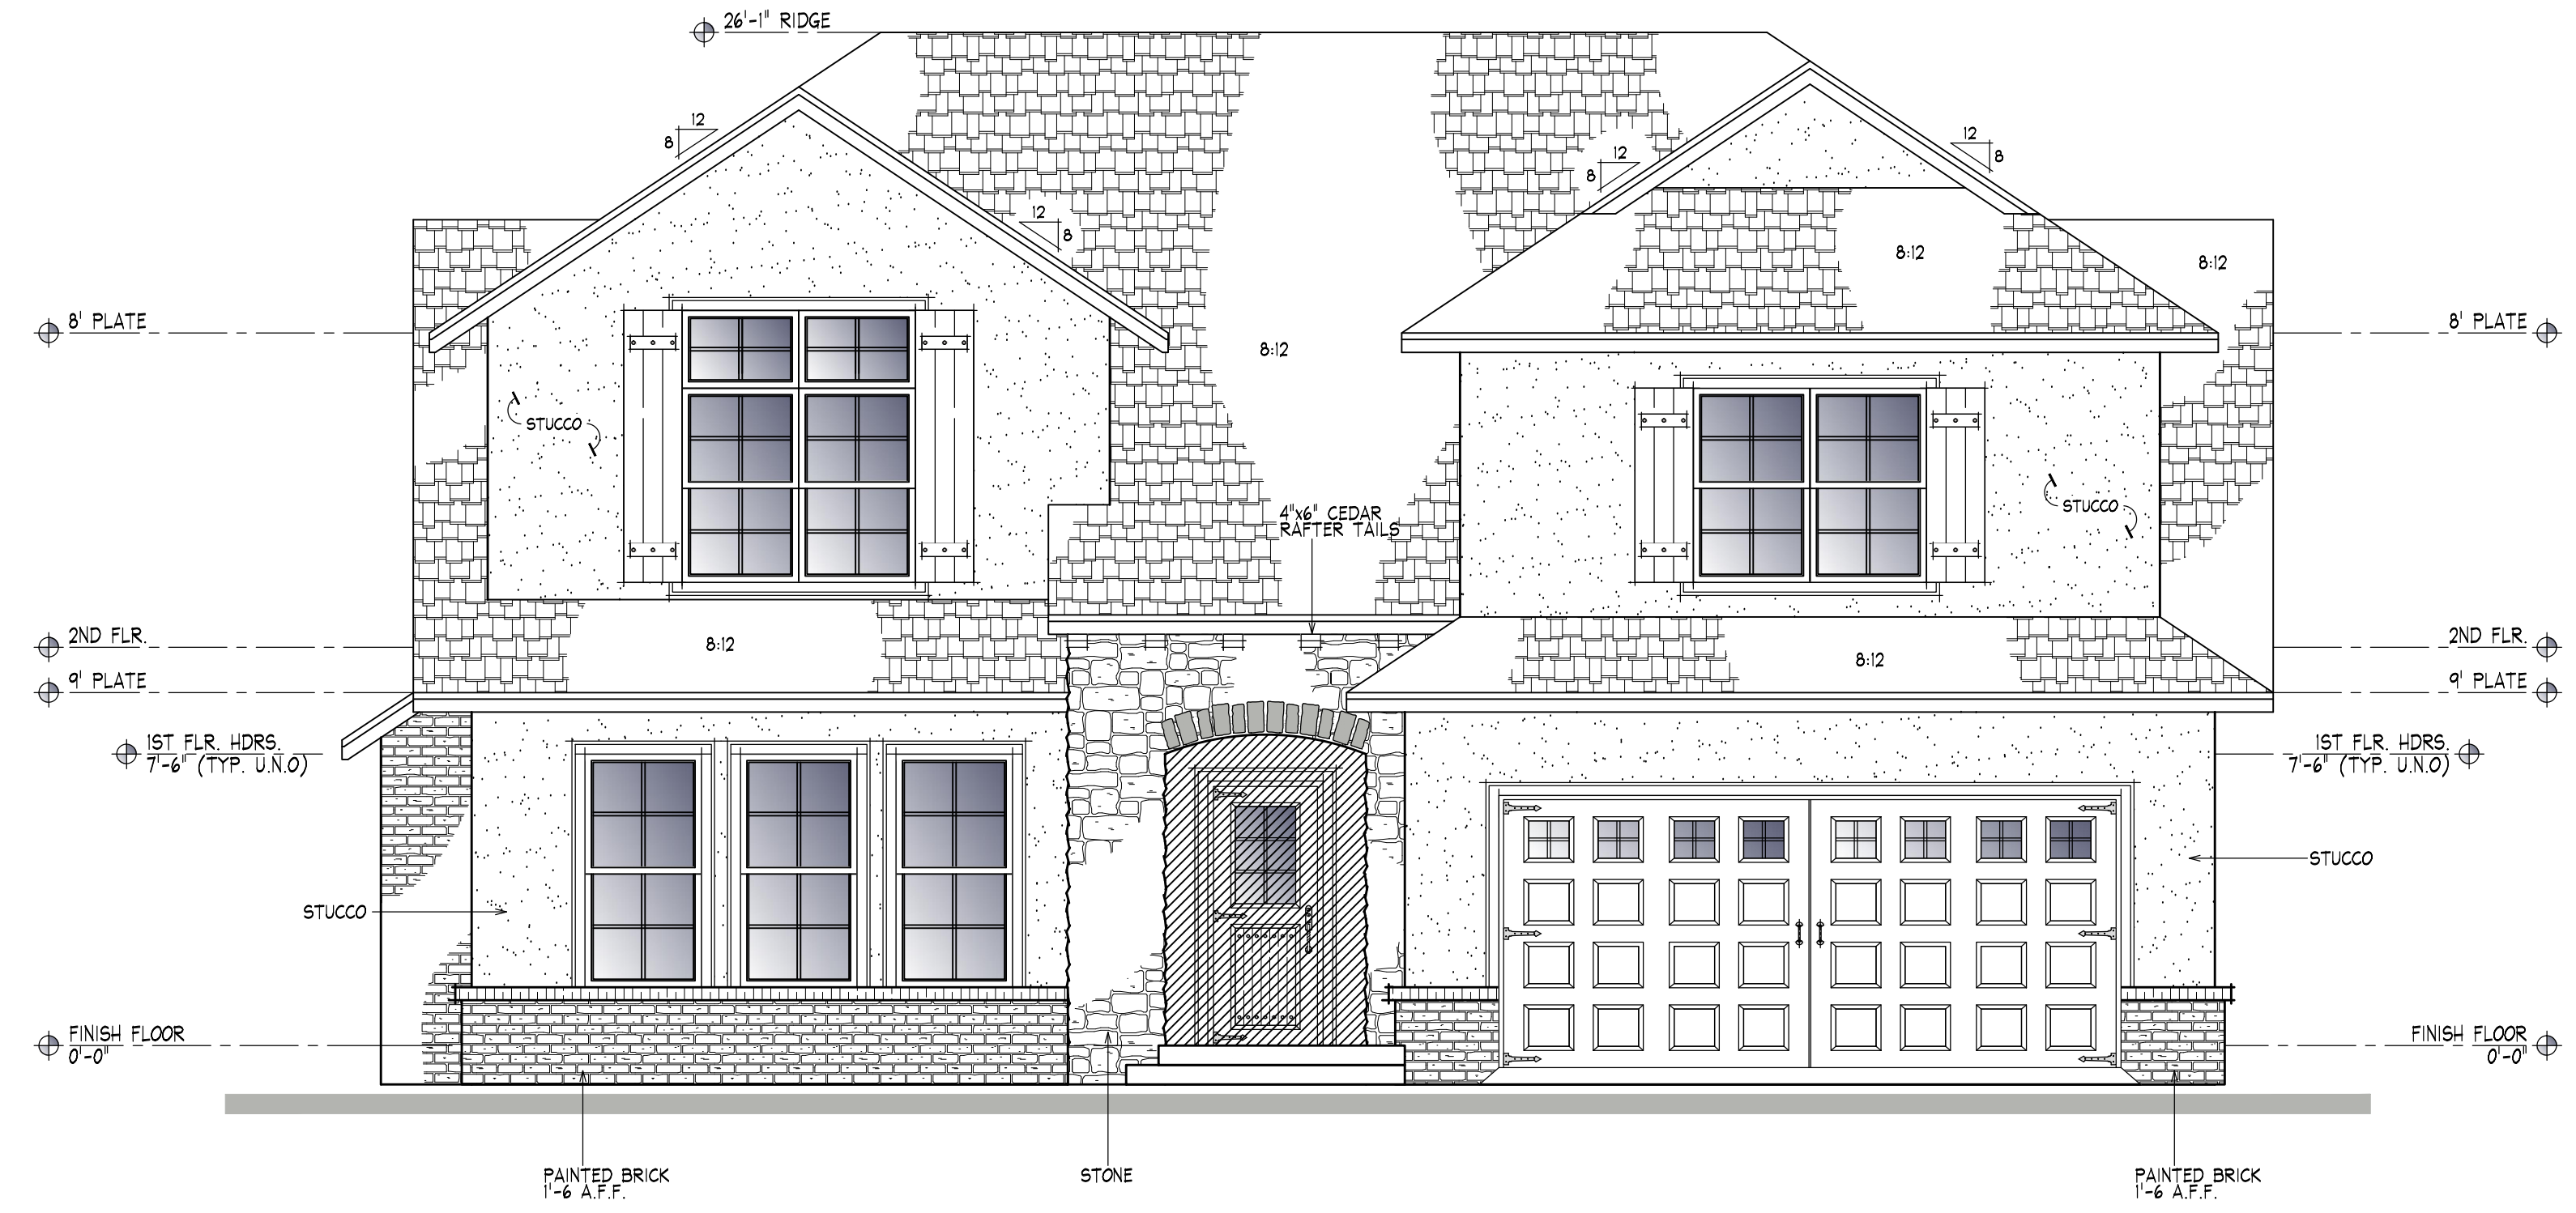 26'-1" RIDGE
12
8
12
8
12
8
12
8
8:12
8:12
8' PLATE
8' PLATE
8:12
STUCCO
STUCCO
4"x6" CEDAR
RAFTER TAILS
2ND FLR.
8:12
8:12
2ND FLR.
9' PLATE
9' PLATE
1ST FLR. HDRS.
7'-6" (TYP. U.N.O)
1ST FLR. HDRS.
7'-6" (TYP. U.N.O)
STUCCO
STUCCO
FINISH FLOOR
0'-0"
FINISH FLOOR
0'-0"
PAINTED BRICK
1'-6 A.F.F.
STONE
PAINTED BRICK
1'-6 A.F.F.